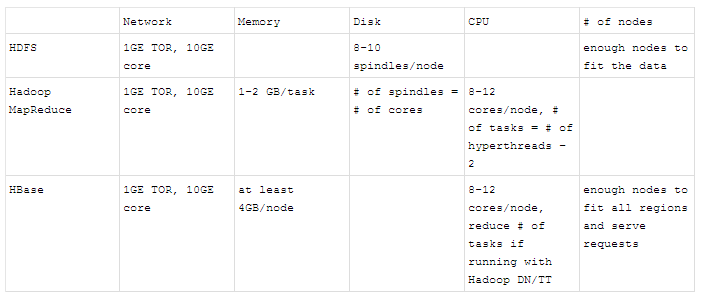 Network Memory Disk CPU # of nodes
HDFS 1GE TOR, 10GE 8-10 enough nodes to
core spindles/node fit the data
Hadoop 1GE TOR, 10GE 1-2 GB/task # of spindles = 8-12
MapReduce core # of cores cores/node, #
of tasks = # of
hyperthreads -
2
HBase 1GE TOR, 10GE at least 8-12 enough nodes to
core 4GB/node cores/node, fit all regions
reduce # of and serve
tasks if requests
running with
Hadoop DN/TT